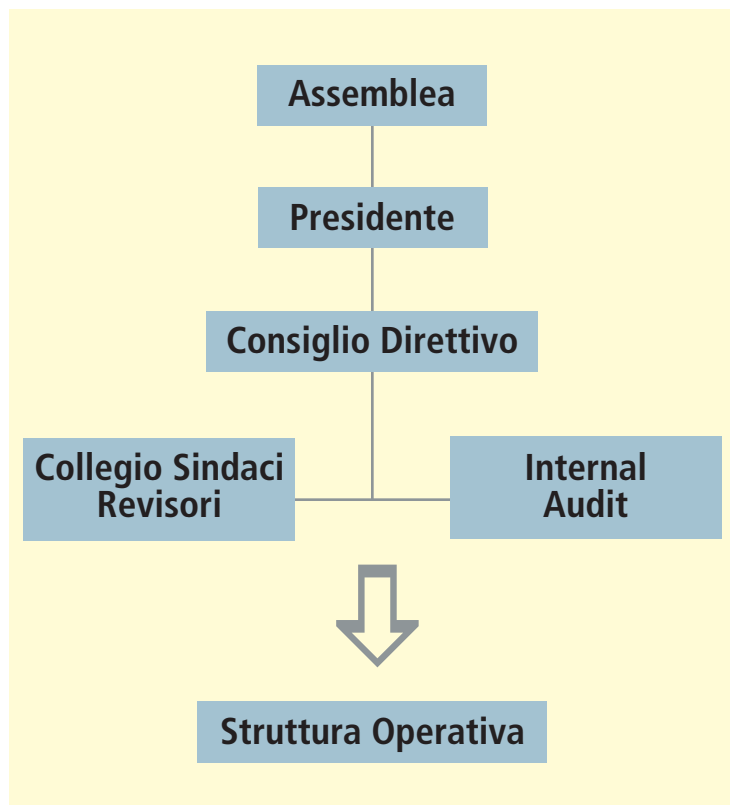 Assemblea
Presidente
Consiglio Direttivo
Collegio Sindaci
Revisori
Internal
Audit
Struttura Operativa